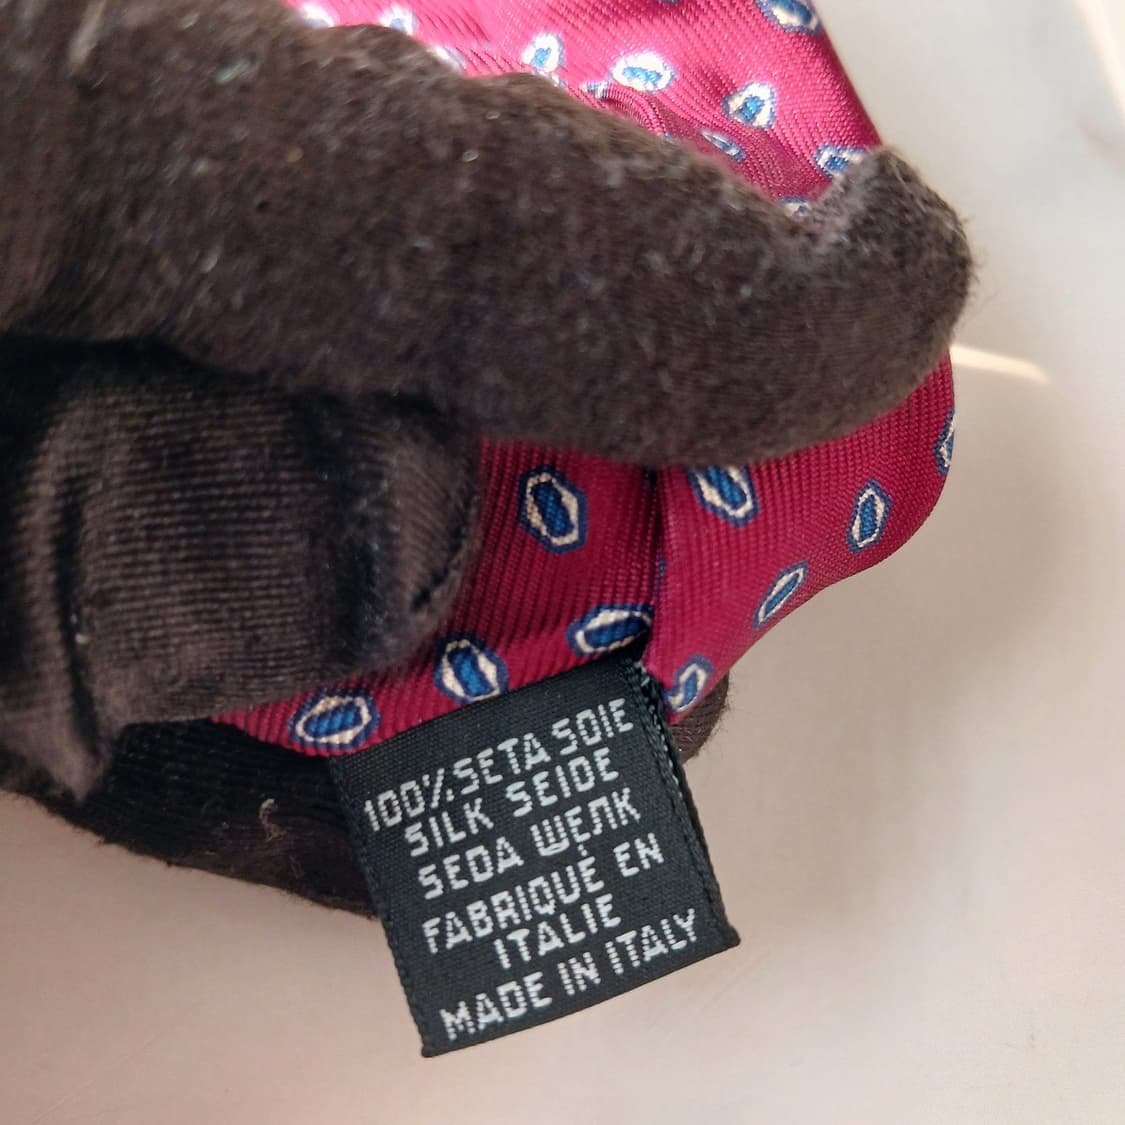 100% SETA SOIE
SILK SEIDE
SEDA ШЕЛК
FABRIQUÉ EN
ITALIE
MADE IN ITALY